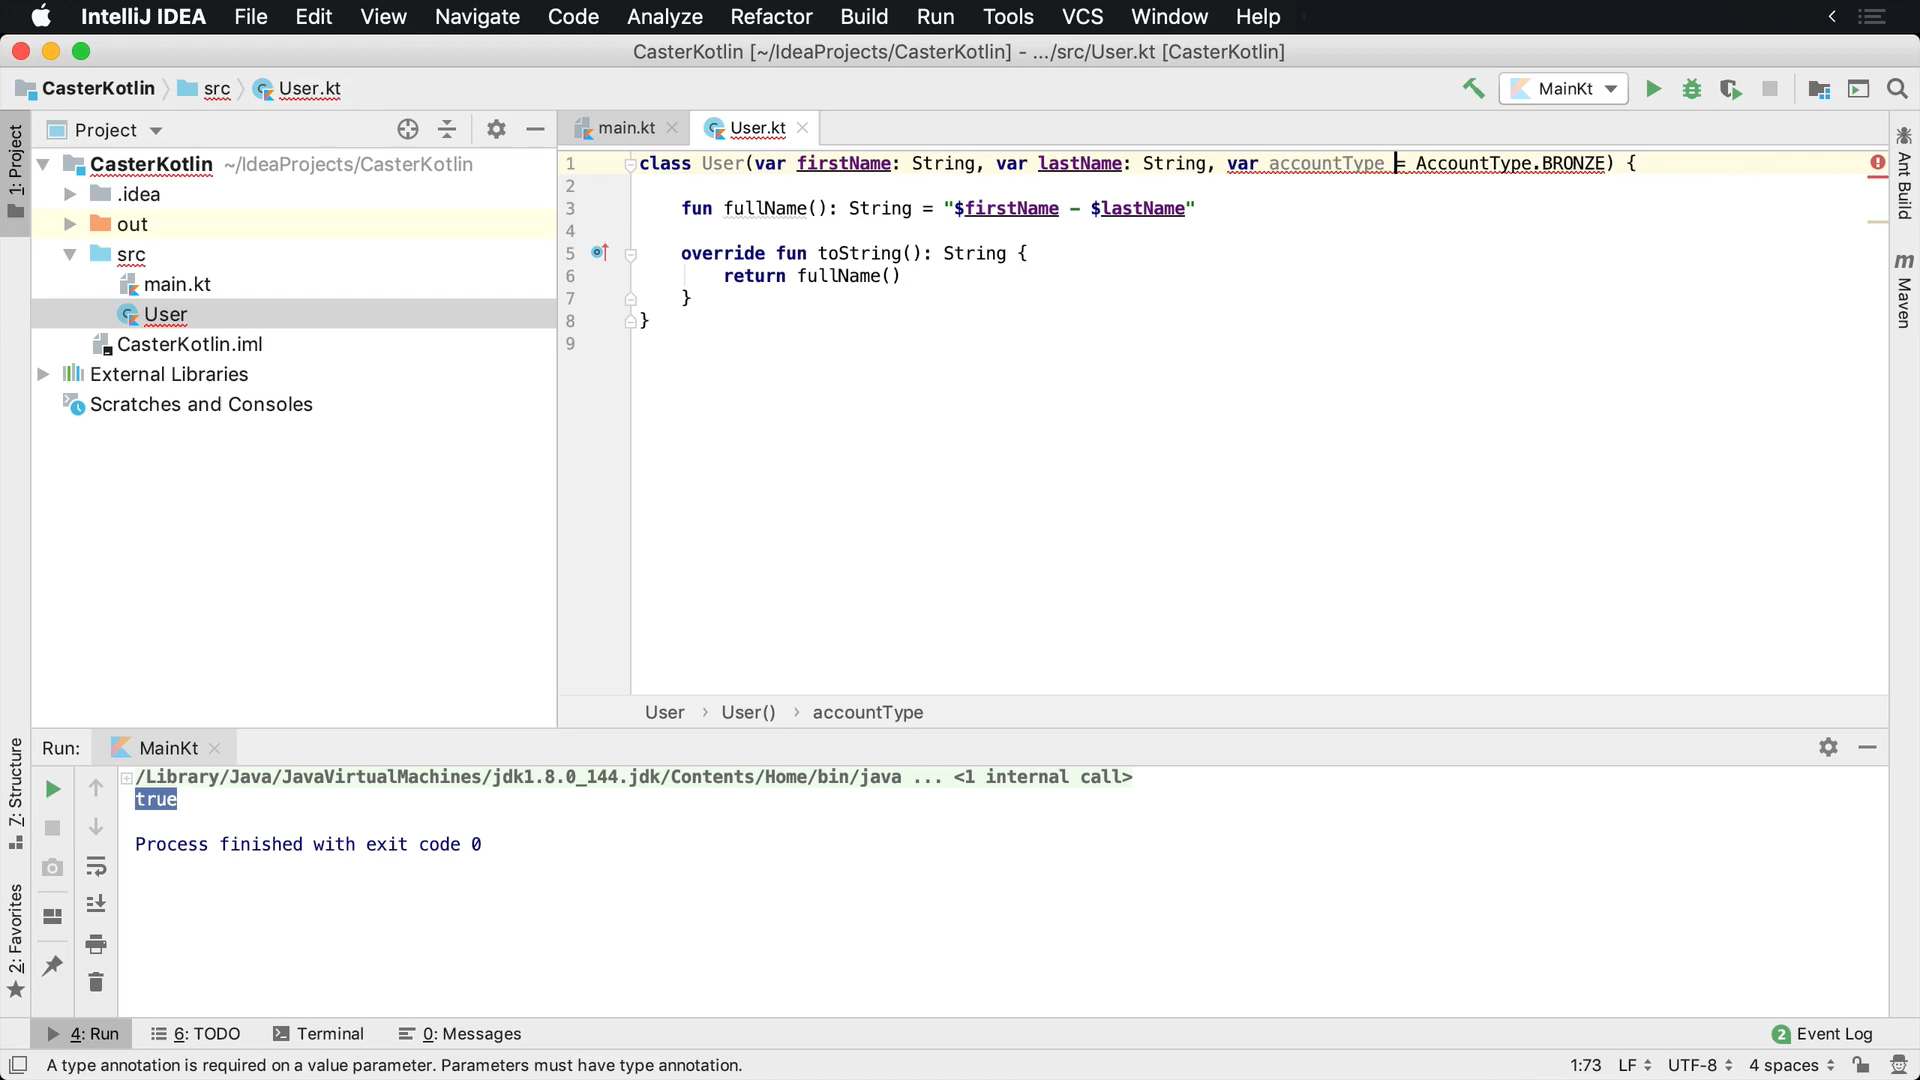 IntelliJ IDEA File Edit View Navigate Code Analyze Refactor Build Run Tools VCS Window Help
CasterKotlin [~/IdeaProjects/CasterKotlin] - .../src/User.kt [CasterKotlin]
CasterKotlin src User.kt MainKt
1: Project
Project
CasterKotlin ~/IdeaProjects/CasterKotlin
.idea
out
src
main.kt
User
CasterKotlin.iml
External Libraries
Scratches and Consoles
main.kt User.kt
1 class User(var firstName: String, var lastName: String, var accountType = AccountType.BRONZE) {
2
3 fun fullName(): String = "$firstName - $lastName"
4
5 override fun toString(): String {
6 return fullName()
7 }
8 }
9
Ant Build
m Maven
User › User() › accountType
Run: MainKt
/Library/Java/JavaVirtualMachines/jdk1.8.0_144.jdk/Contents/Home/bin/java ... <1 internal call>
true
Process finished with exit code 0
Z: Structure
2: Favorites
4: Run 6: TODO Terminal 0: Messages 2 Event Log
A type annotation is required on a value parameter. Parameters must have type annotation. 1:73 LF UTF-8 4 spaces